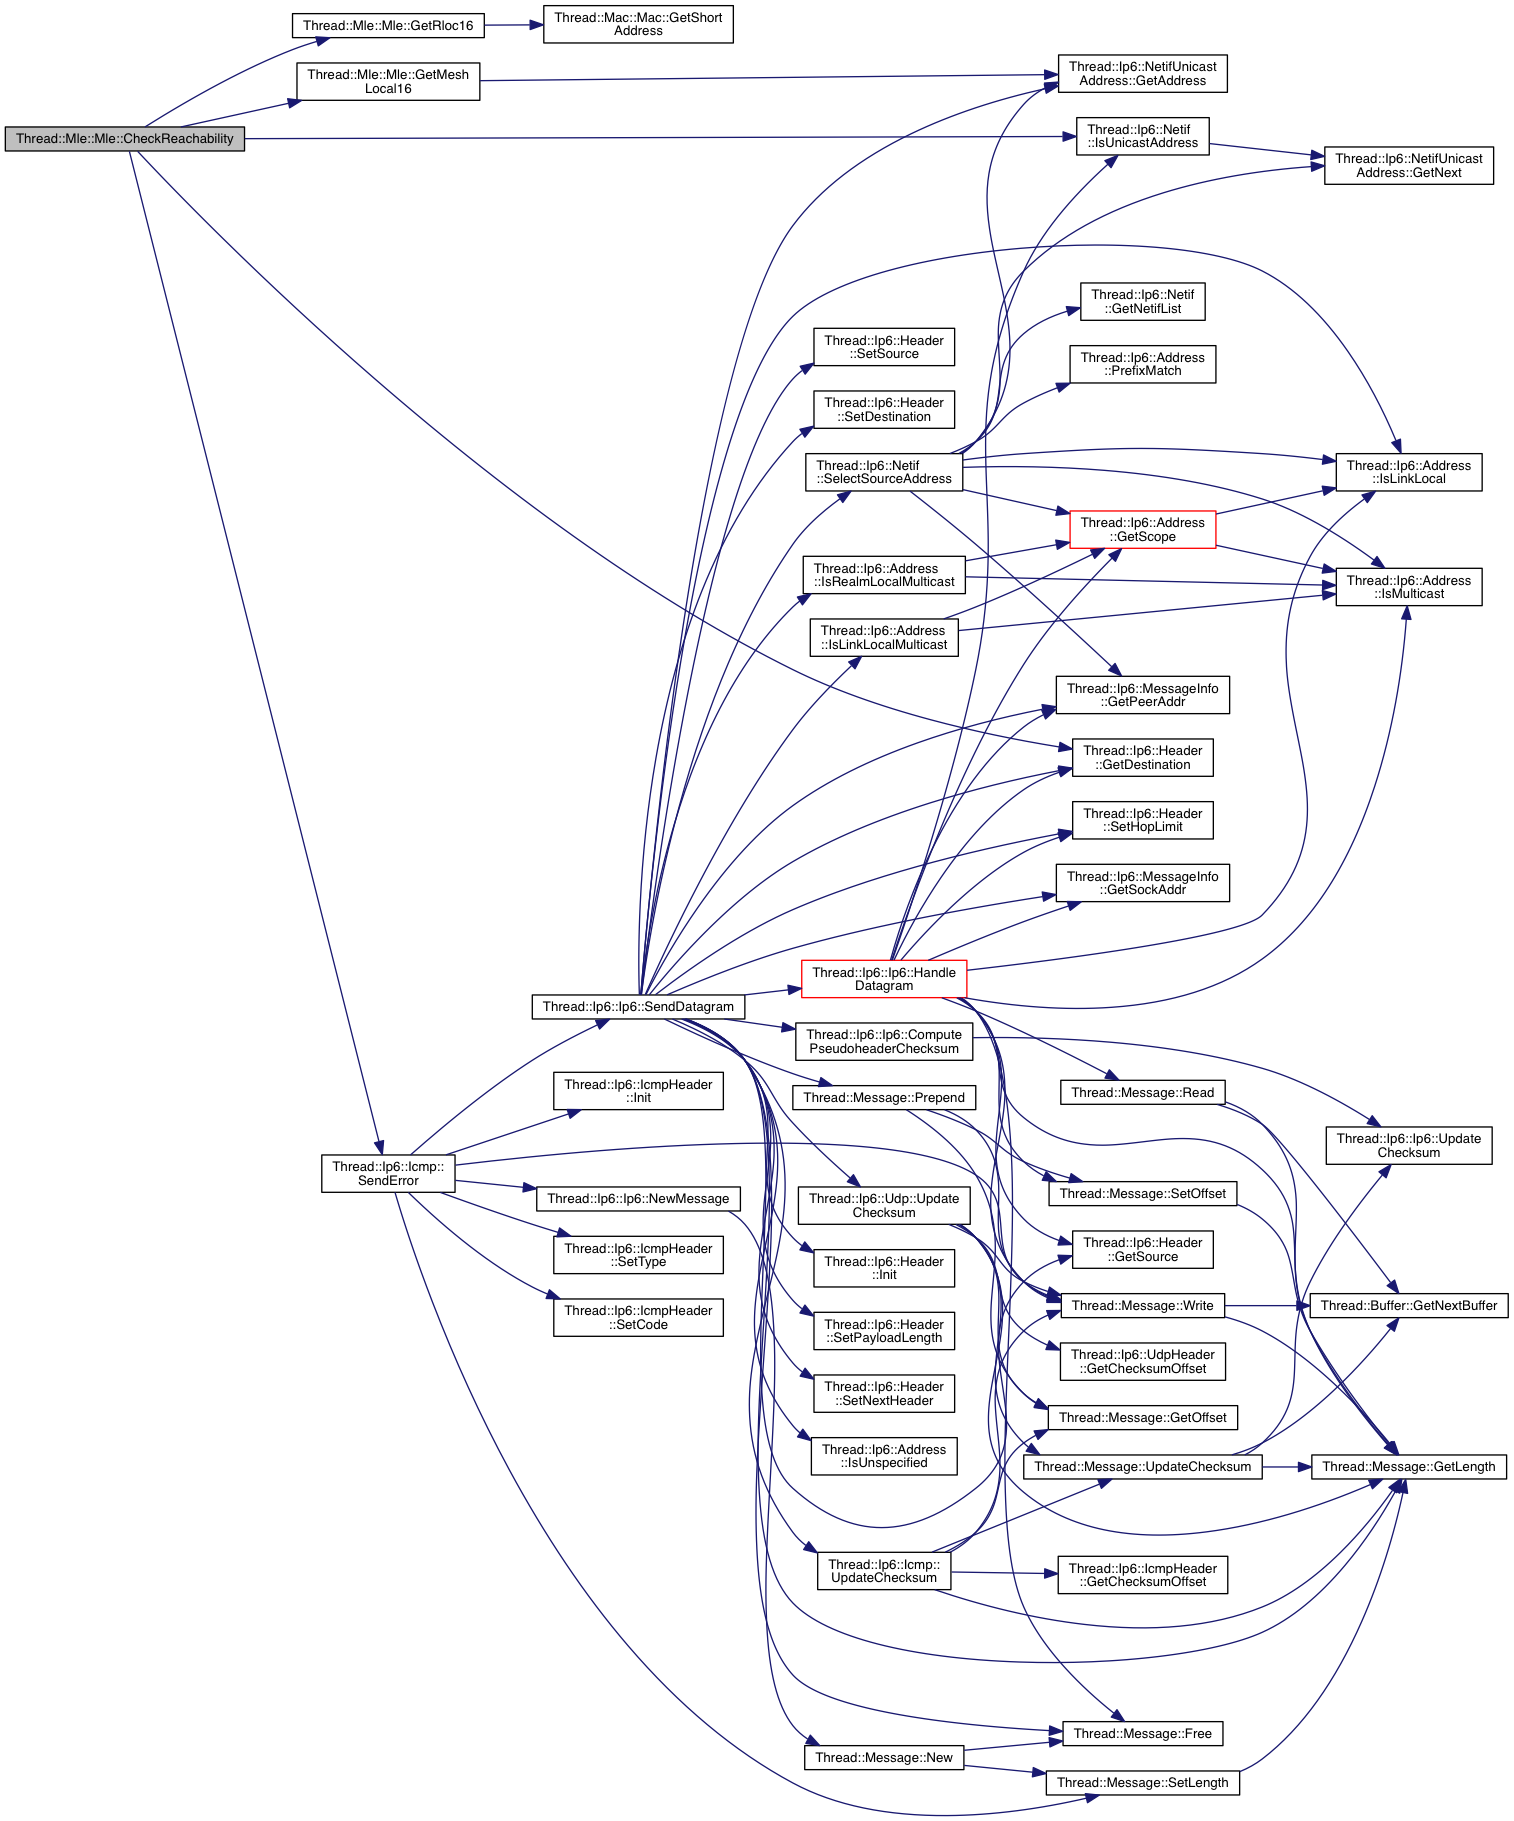 Thread::Mle::Mle::CheckReachability
Thread::Mle::Mle::GetRloc16
Thread::Mac::Mac::GetShort
Address
Thread::Mle::Mle::GetMesh
Local16
Thread::Ip6::NetifUnicast
Address::GetAddress
Thread::Ip6::Netif
::IsUnicastAddress
Thread::Ip6::NetifUnicast
Address::GetNext
Thread::Ip6::Netif
::GetNetifList
Thread::Ip6::Header
::SetSource
Thread::Ip6::Address
::PrefixMatch
Thread::Ip6::Header
::SetDestination
Thread::Ip6::Netif
::SelectSourceAddress
Thread::Ip6::Address
::IsLinkLocal
Thread::Ip6::Address
::GetScope
Thread::Ip6::Address
::IsRealmLocalMulticast
Thread::Ip6::Address
::IsMulticast
Thread::Ip6::Address
::IsLinkLocalMulticast
Thread::Ip6::MessageInfo
::GetPeerAddr
Thread::Ip6::Header
::GetDestination
Thread::Ip6::Header
::SetHopLimit
Thread::Ip6::MessageInfo
::GetSockAddr
Thread::Ip6::Ip6::Handle
Datagram
Thread::Ip6::Ip6::SendDatagram
Thread::Ip6::Ip6::Compute
PseudoheaderChecksum
Thread::Ip6::IcmpHeader
::Init
Thread::Message::Prepend
Thread::Message::Read
Thread::Ip6::Ip6::Update
Checksum
Thread::Ip6::Icmp::
SendError
Thread::Ip6::Ip6::NewMessage
Thread::Ip6::Udp::Update
Checksum
Thread::Message::SetOffset
Thread::Ip6::IcmpHeader
::SetType
Thread::Ip6::Header
::Init
Thread::Ip6::Header
::GetSource
Thread::Ip6::IcmpHeader
::SetCode
Thread::Ip6::Header
::SetPayloadLength
Thread::Message::Write
Thread::Buffer::GetNextBuffer
Thread::Ip6::UdpHeader
::GetChecksumOffset
Thread::Ip6::Header
::SetNextHeader
Thread::Message::GetOffset
Thread::Ip6::Address
::IsUnspecified
Thread::Message::UpdateChecksum
Thread::Message::GetLength
Thread::Ip6::Icmp::
UpdateChecksum
Thread::Ip6::IcmpHeader
::GetChecksumOffset
Thread::Message::Free
Thread::Message::New
Thread::Message::SetLength